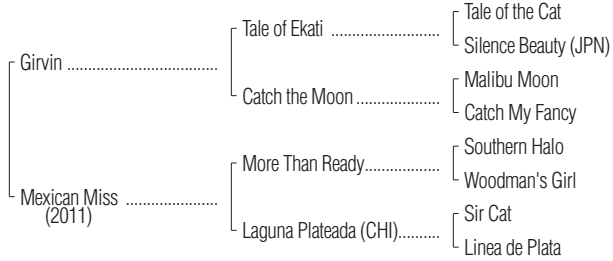 Tale of the Cat
Tale of Ekati ........................
Silence Beauty (JPN)
Girvin .............................................
Malibu Moon
Catch the Moon ..................
Catch My Fancy
Southern Halo
More Than Ready................
Woodman's Girl
Mexican Miss ...........................
(2011)
Sir Cat
Laguna Plateada (CHI).........
Linea de Plata